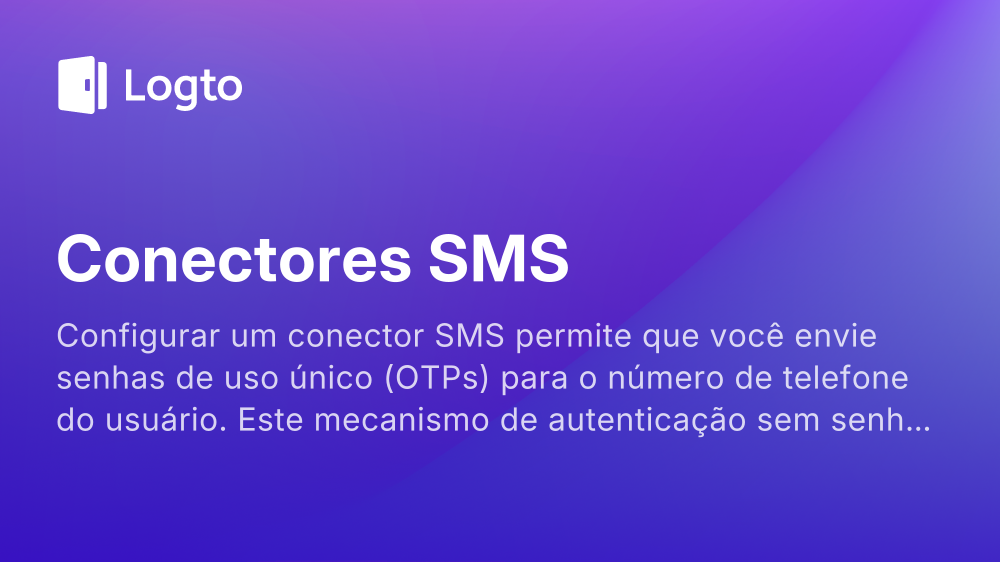 Logto
Conectores SMS
Configurar um conector SMS permite que você envie
senhas de uso único (OTPs) para o número de telefone
do usuário. Este mecanismo de autenticação sem senh...